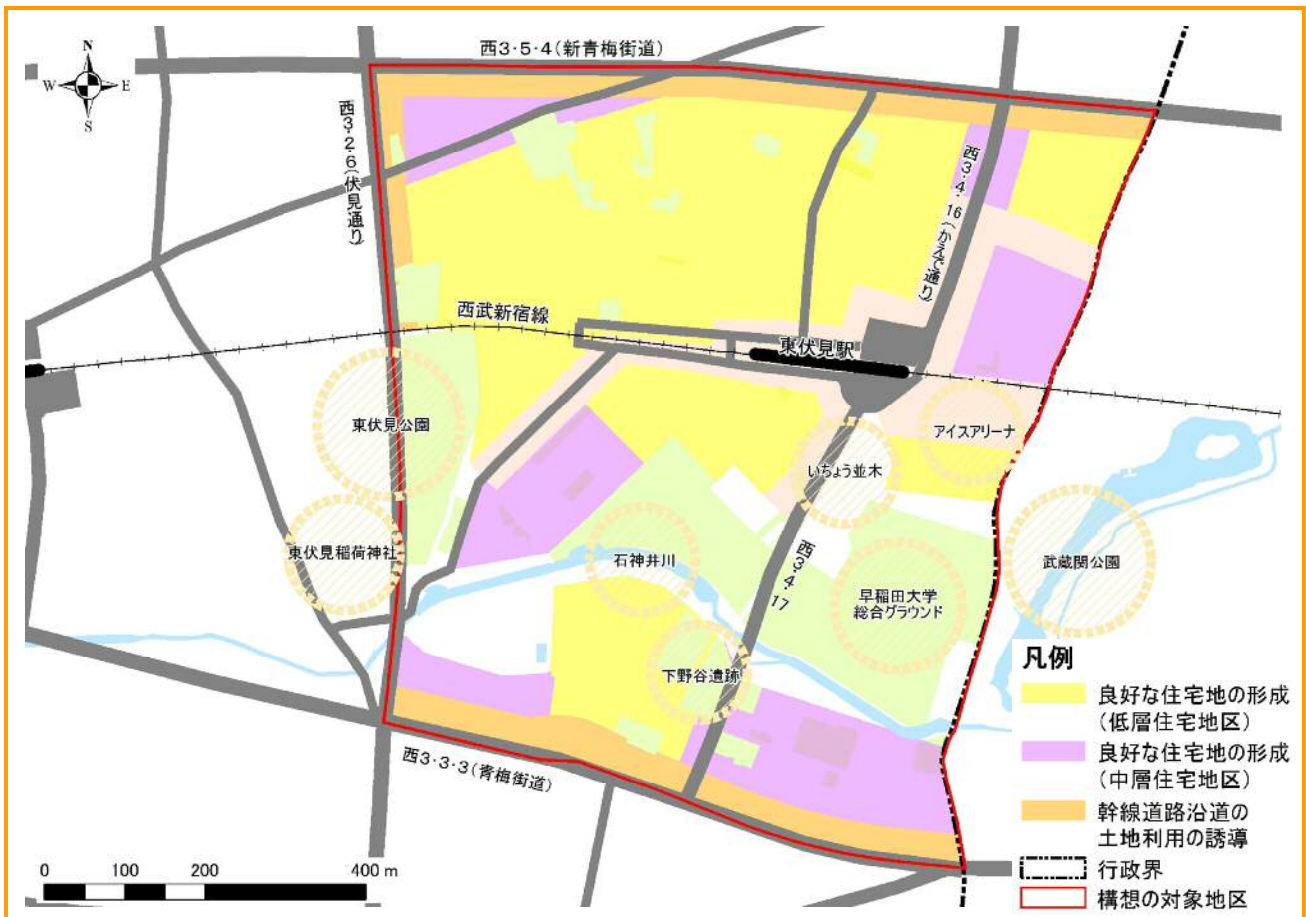 西3・5・4(新青梅街道)
N
W
E
S
西3・2・6(伏見通り)
西3・4・16(かえで通り)
西武新宿線
東伏見駅
東伏見公園
アイスアリーナ
いちょう並木
東伏見稲荷神社
石神井川
武蔵関公園
早稲田大学
総合グラウンド
西3・4・17
下野谷遺跡
西3・3・3(青梅街道)
凡例
良好な住宅地の形成
(低層住宅地区)
良好な住宅地の形成
(中層住宅地区)
幹線道路沿道の
土地利用の誘導
行政界
構想の対象地区
0 100 200 400 m